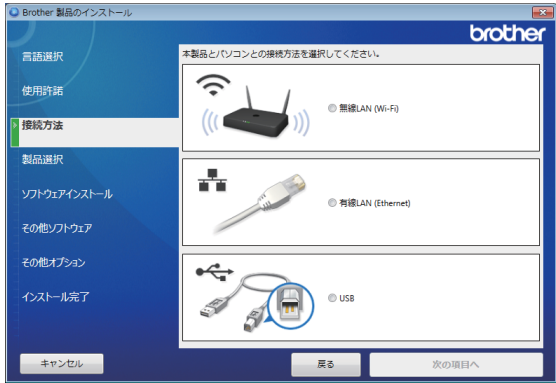 Brother 製品のインストール
brother
言語選択
使用許諾
接続方法
製品選択
ソフトウェアインストール
その他ソフトウェア
その他オプション
インストール完了
本製品とパソコンとの接続方法を選択してください。
無線LAN (Wi-Fi)
有線LAN (Ethernet)
USB
キャンセル
戻る
次の項目へ